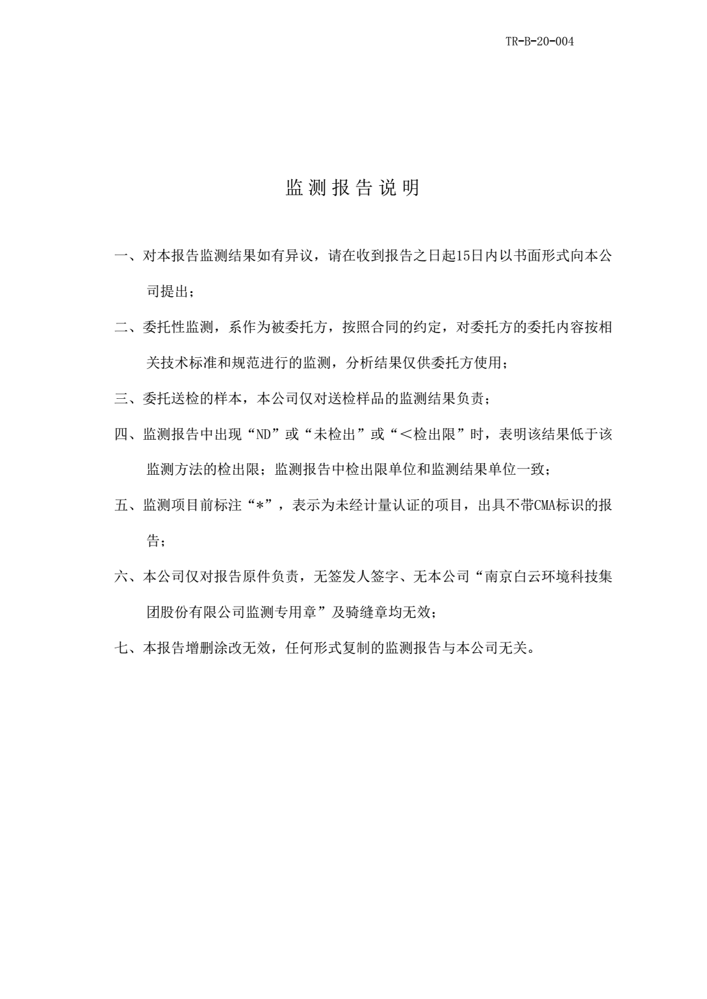 TR-B-20-004
监测报告说明
一、对本报告监测结果如有异议，请在收到报告之日起15日内以书面形式向本公
司提出；
二、委托性监测，系作为被委托方，按照合同的约定，对委托方的委托内容按相
关技术标准和规范进行的监测，分析结果仅供委托方使用；
三、委托送检的样本，本公司仅对送检样品的监测结果负责；
四、监测报告中出现“ND”或“未检出”或“＜检出限”时，表明该结果低于该
监测方法的检出限；监测报告中检出限单位和监测结果单位一致；
五、监测项目前标注“*”，表示为未经计量认证的项目，出具不带CMA标识的报
告；
六、本公司仅对报告原件负责，无签发人签字、无本公司“南京白云环境科技集
团股份有限公司监测专用章”及骑缝章均无效；
七、本报告增删涂改无效，任何形式复制的监测报告与本公司无关。